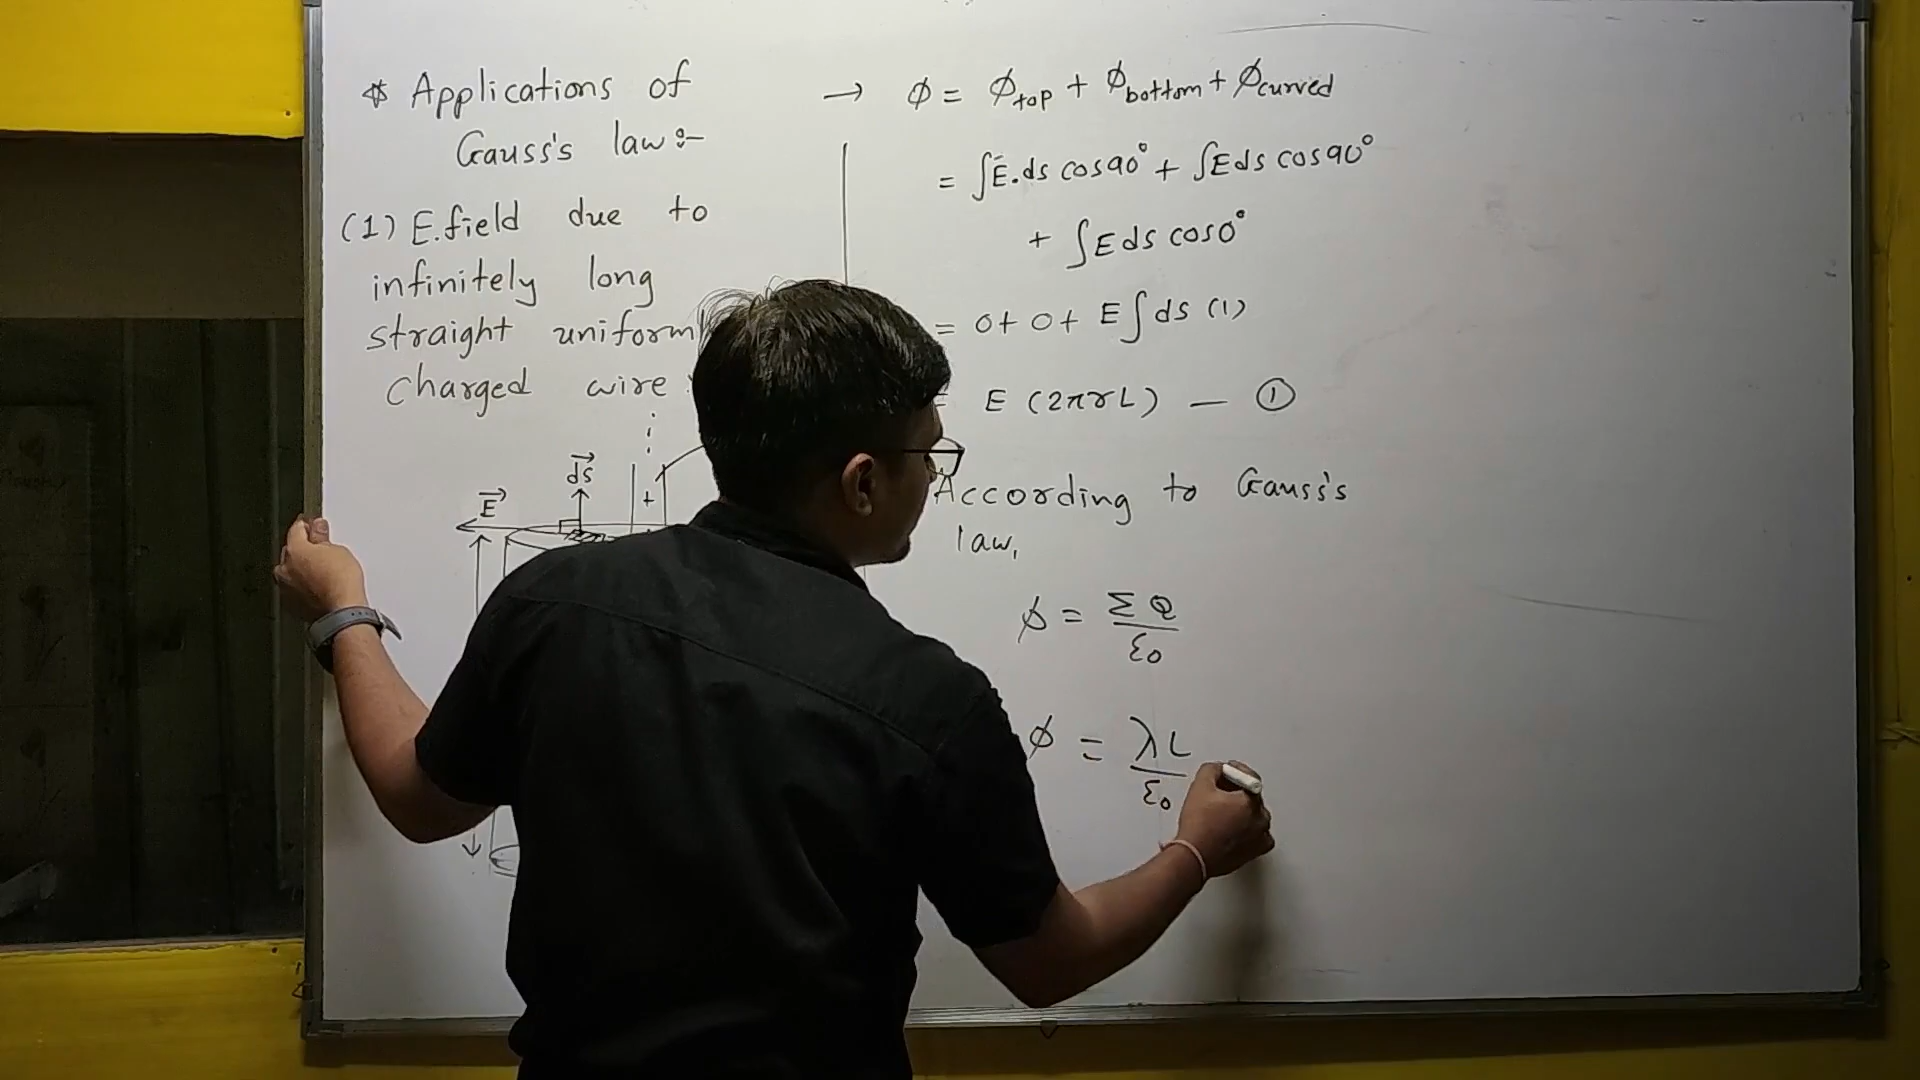 * Applications of
Gauss's law:-
(1) E.field due to
infinitely long
straight uniforml
charged wire
ds
E
+
→ ϕ = ϕtop + ϕbottom + ϕcurved
= ∫E.ds cos90° + ∫Eds cos90°
+ ∫Eds cos0°
= 0+ 0+ E∫ds (1)
= E (2πrL) — ①
According to Gauss's
law,
ϕ = ΣQ/ε₀
ϕ = λL/ε₀